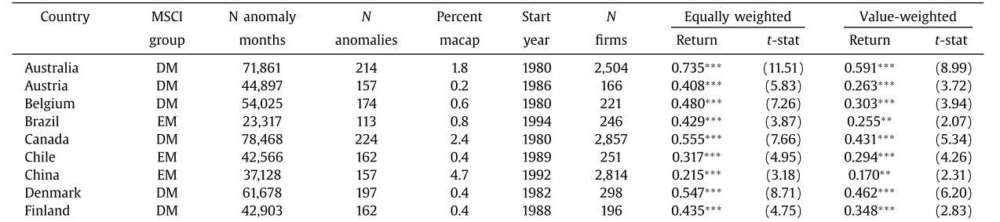 Country MSCI N anomaly N Percent Start N Equally weighted Value-weighted
group months anomalies macap year firms Return t-stat Return t-stat
Australia DM 71,861 214 1.8 1980 2,504 0.735*** (11.51) 0.591*** (8.99)
Austria DM 44,897 157 0.2 1986 166 0.408*** (5.83) 0.263*** (3.72)
Belgium DM 54,025 174 0.6 1980 221 0.480*** (7.26) 0.303*** (3.94)
Brazil EM 23,317 113 0.8 1994 246 0.429*** (3.87) 0.255** (2.07)
Canada DM 78,468 224 2.4 1980 2,857 0.555*** (7.66) 0.431*** (5.34)
Chile EM 42,566 162 0.4 1989 251 0.317*** (4.95) 0.294*** (4.26)
China EM 37,128 157 4.7 1992 2,814 0.215*** (3.18) 0.170** (2.31)
Denmark DM 61,678 197 0.4 1982 298 0.547*** (8.71) 0.462*** (6.20)
Finland DM 42,903 162 0.4 1988 196 0.435*** (4.75) 0.348*** (2.83)